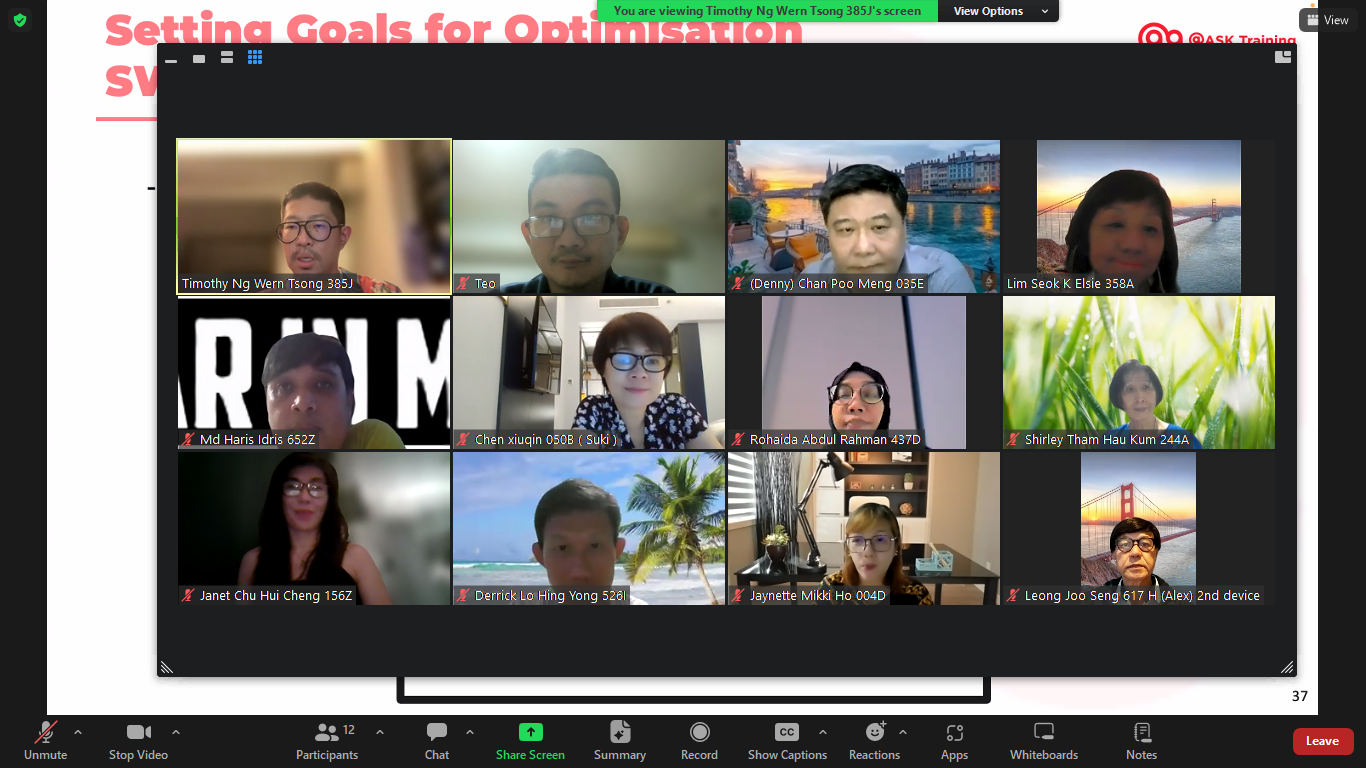 Setting Goals for Optimisation
You are viewing Timothy Ng Wern Tsong 385J's screen
View Options
View
@ASK Training
SW
Timothy Ng Wern Tsong 385J
Teo
(Denny) Chan Poo Meng 035E
Lim Seok K Elsie 358A
AR IN M
Md Haris Idris 652Z
Chen xiuqin 050B ( Suki )
Rohaida Abdul Rahman 437D
Shirley Tham Hau Kum 244A
Janet Chu Hui Cheng 156Z
Derrick Lo Hing Yong 526I
Jaynette Mikki Ho 004D
Leong Joo Seng 617 H (Alex) 2nd device
37
Unmute
Stop Video
12
Participants
Chat
Share Screen
Summary
Record
CC
Show Captions
Reactions
Apps
Whiteboards
Notes
Leave